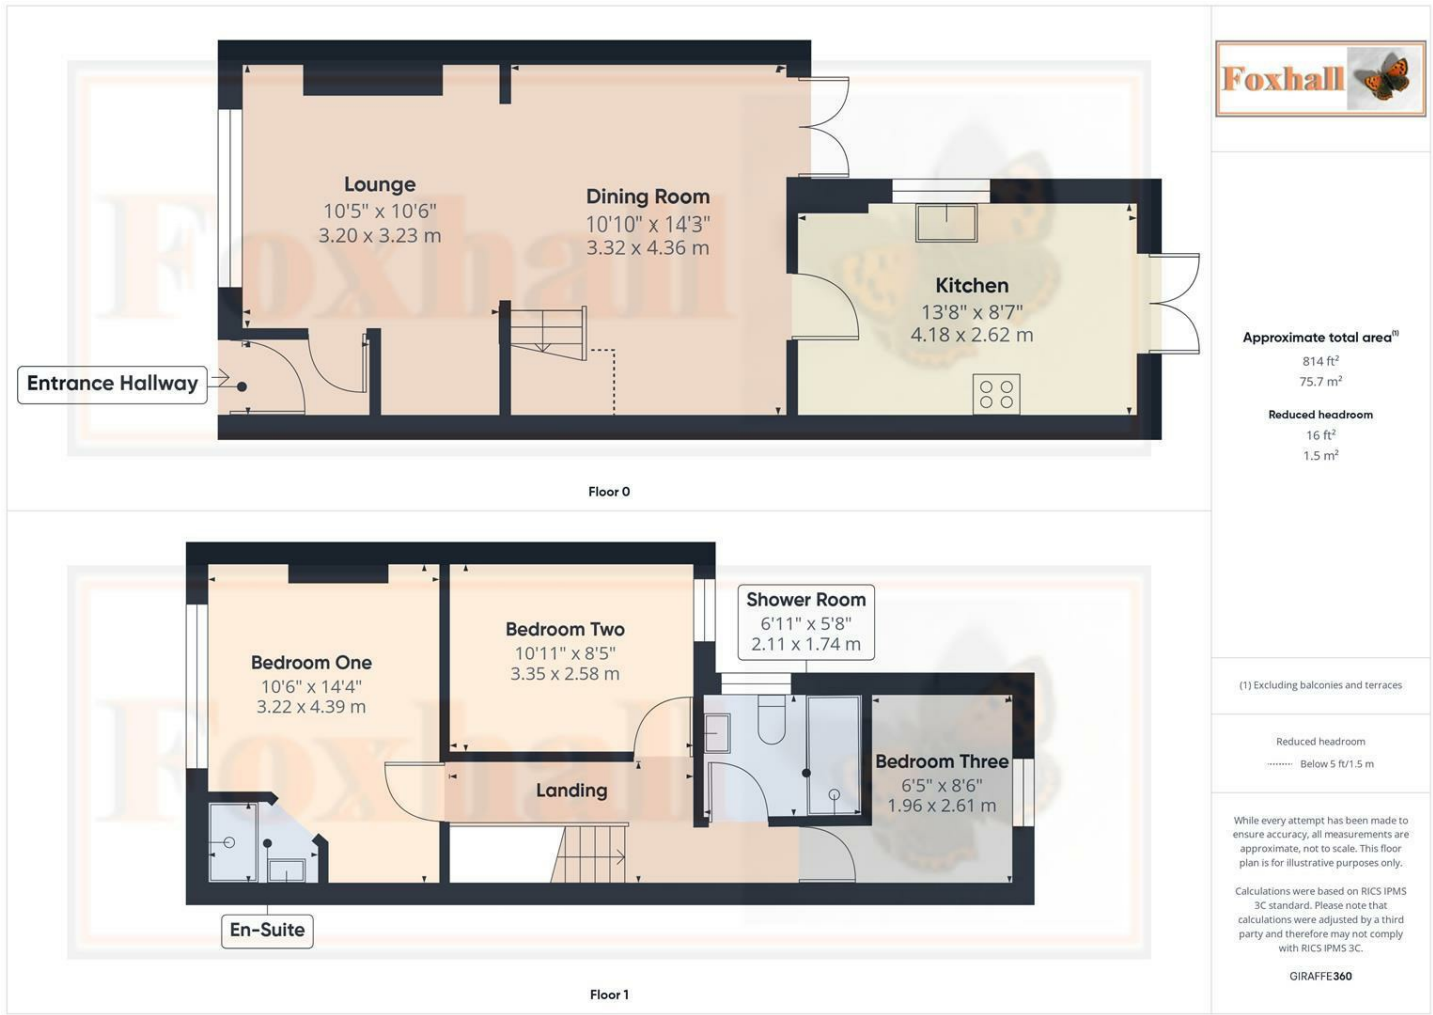 Foxhall
Lounge
10'5" x 10'6"
3.20 x 3.23 m
Dining Room
10'10" x 14'3"
3.32 x 4.36 m
Kitchen
13'8" x 8'7"
4.18 x 2.62 m
Entrance Hallway
Foxhall
Floor 0
Approximate total area(1)
814 ft²
75.7 m²
Reduced headroom
16 ft²
1.5 m²
Shower Room
6'11" x 5'8"
2.11 x 1.74 m
Bedroom Two
10'11" x 8'5"
3.35 x 2.58 m
Bedroom One
10'6" x 14'4"
3.22 x 4.39 m
Bedroom Three
6'5" x 8'6"
1.96 x 2.61 m
Landing
En-Suite
Foxhall
Floor 1
(1) Excluding balconies and terraces
Reduced headroom
Below 5 ft/1.5 m
While every attempt has been made to
ensure accuracy, all measurements are
approximate, not to scale. This floor
plan is for illustrative purposes only.
Calculations were based on RICS IPMS
3C standard. Please note that
calculations were adjusted by a third
party and therefore may not comply
with RICS IPMS 3C.
GIRAFFE360